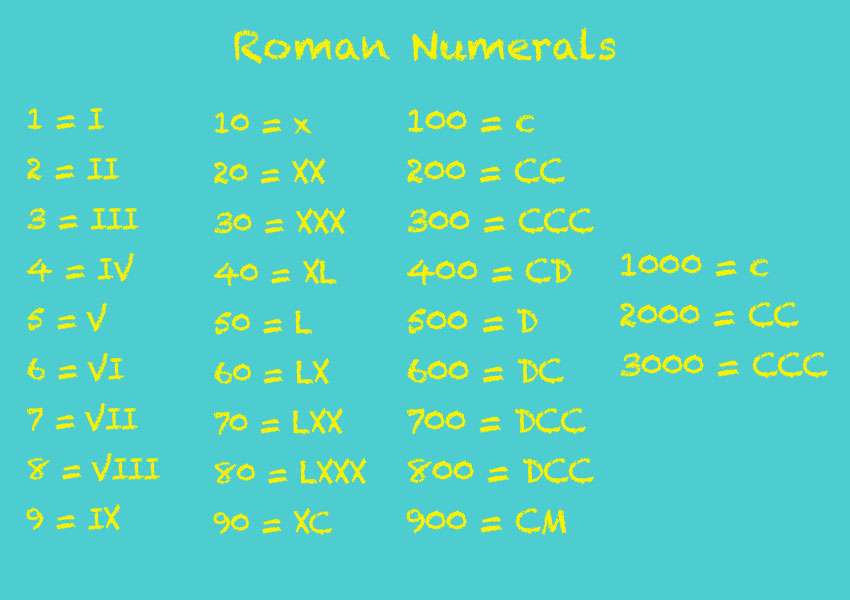 Roman Numerals
1 = I
2 = II
3 = III
4 = IV
5 = V
6 = VI
7 = VII
8 = VIII
9 = IX
10 = x
20 = XX
30 = XXX
40 = XL
50 = L
60 = LX
70 = LXX
80 = LXXX
90 = XC
100 = c
200 = CC
300 = CCC
400 = CD
500 = D
600 = DC
700 = DCC
800 = DCC
900 = CM
1000 = c
2000 = CC
3000 = CCC